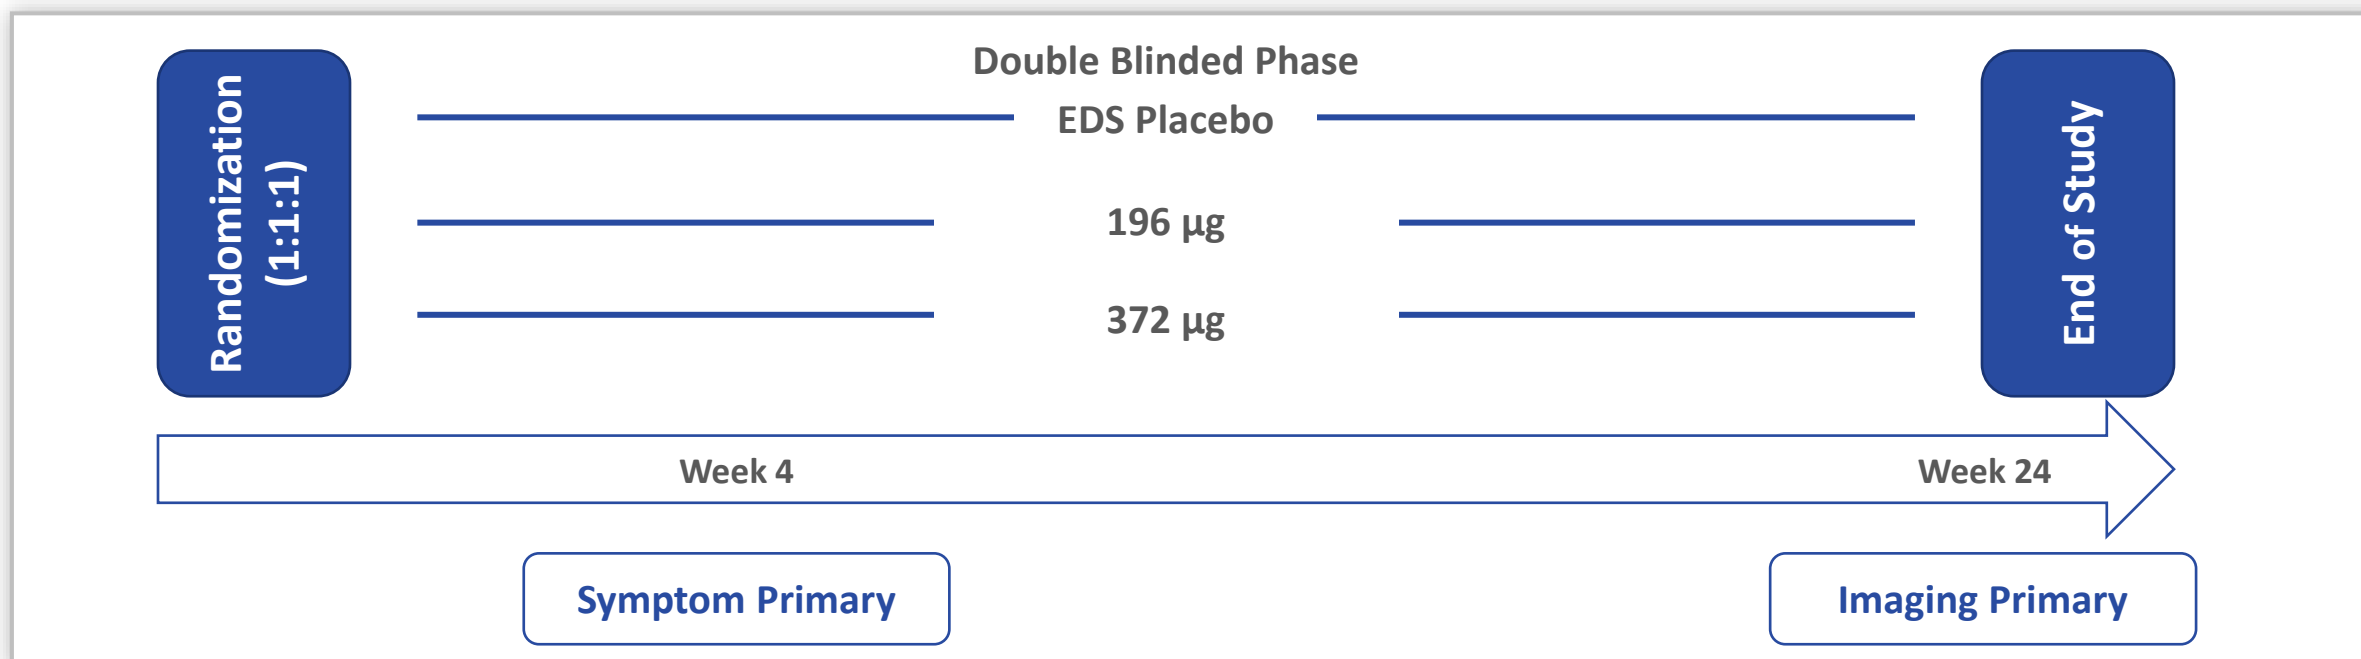 Double Blinded Phase
Randomization
(1:1:1)
EDS Placebo
196 µg
372 µg
End of Study
Week 4
Week 24
Symptom Primary
Imaging Primary